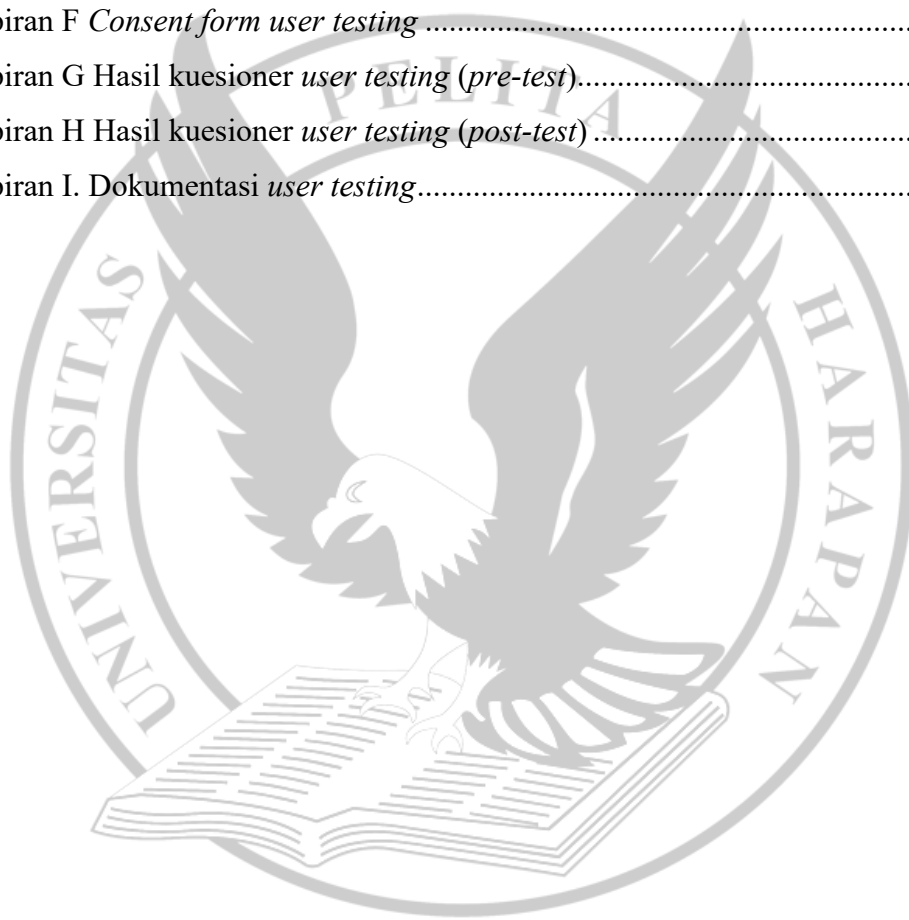 piran F Consent form user testing ..........
piran G Hasil kuesioner user testing (pre-test)..........
piran H Hasil kuesioner user testing (post-test) ..........
piran I. Dokumentasi user testing..........
UNIVERSITAS PELITA HARAPAN